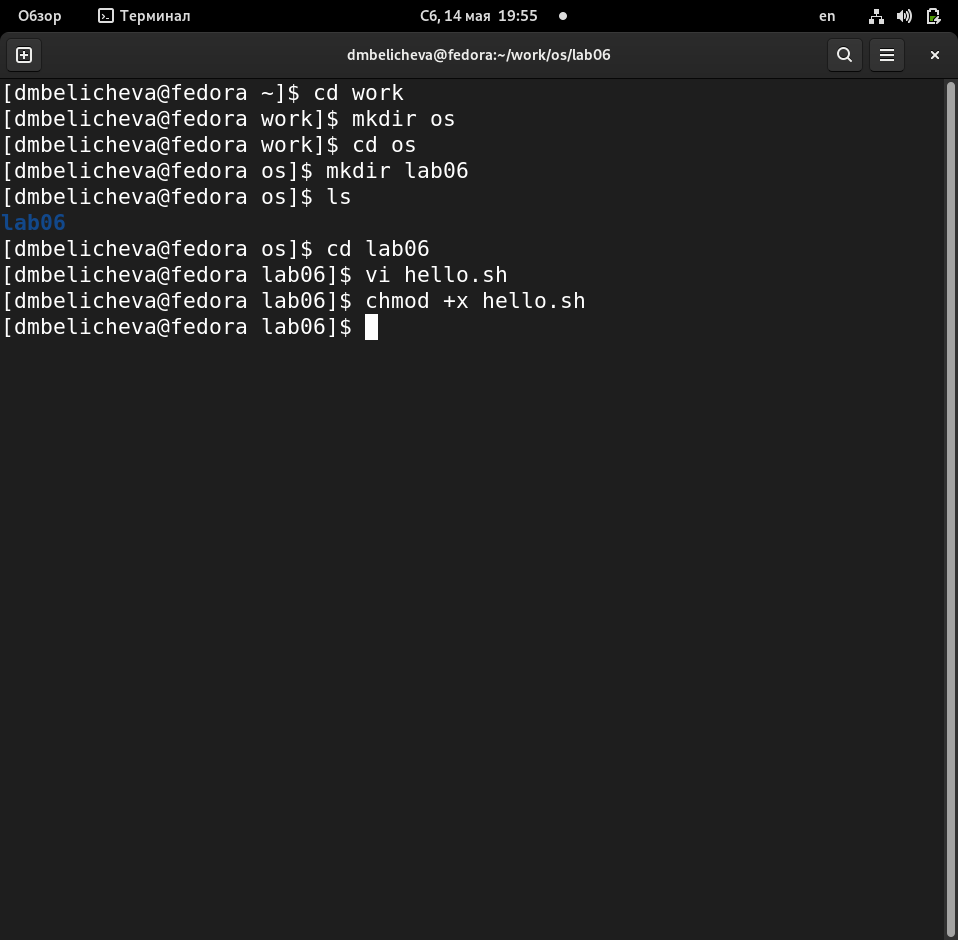 Обзор Терминал Сб, 14 мая 19:55 en
dmbelicheva@fedora:~/work/os/lab06
[dmbelicheva@fedora ~]$ cd work
[dmbelicheva@fedora work]$ mkdir os
[dmbelicheva@fedora work]$ cd os
[dmbelicheva@fedora os]$ mkdir lab06
[dmbelicheva@fedora os]$ ls
lab06
[dmbelicheva@fedora os]$ cd lab06
[dmbelicheva@fedora lab06]$ vi hello.sh
[dmbelicheva@fedora lab06]$ chmod +x hello.sh
[dmbelicheva@fedora lab06]$